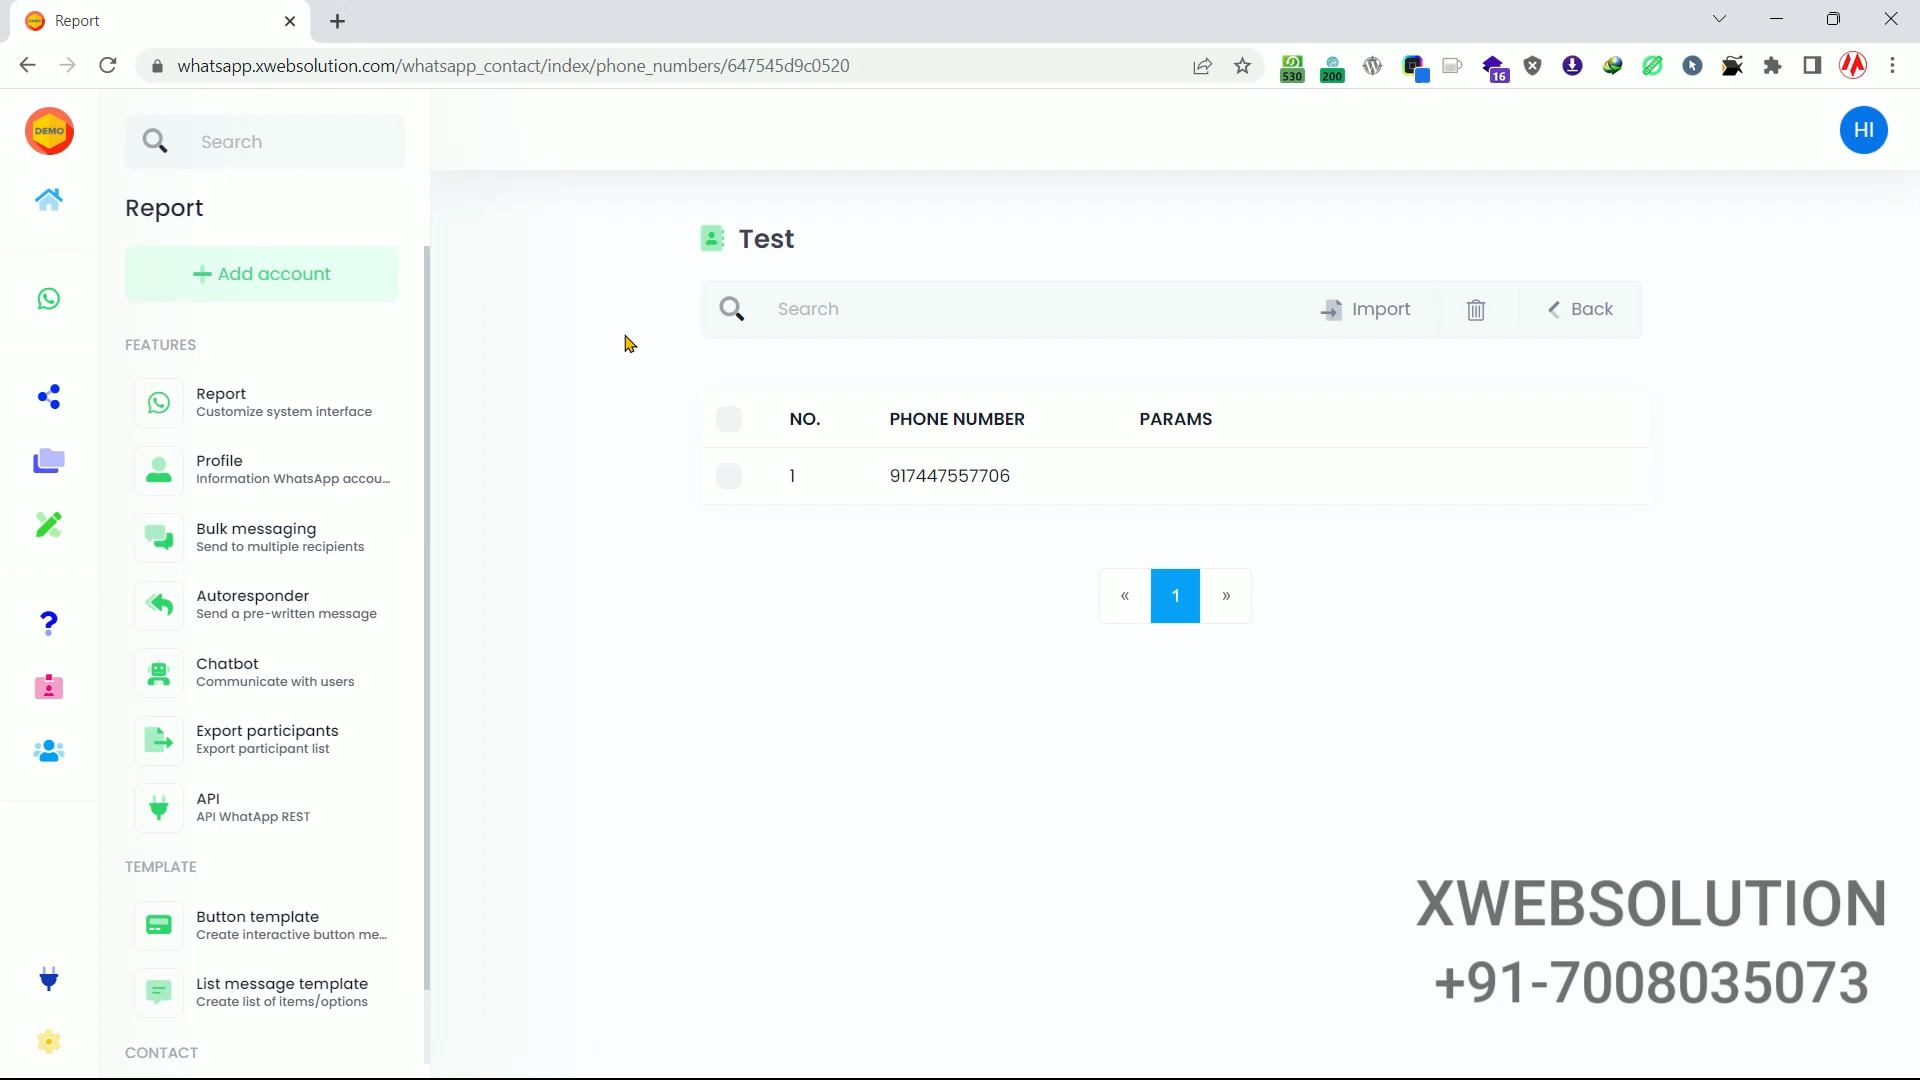 Report
whatsapp.xwebsolution.com/whatsapp_contact/index/phone_numbers/647545d9c0520
530
200
16
DEMO
Search
HI
Report
Test
Add account
Search
Import
Back
FEATURES
Report
Customize system interface
NO.
PHONE NUMBER
PARAMS
Profile
Information WhatsApp accou...
1
917447557706
Bulk messaging
Send to multiple recipients
Autoresponder
Send a pre-written message
«
1
»
Chatbot
Communicate with users
Export participants
Export participant list
API
API WhatApp REST
TEMPLATE
Button template
Create interactive button me...
XWEBSOLUTION
List message template
Create list of items/options
+91-7008035073
CONTACT